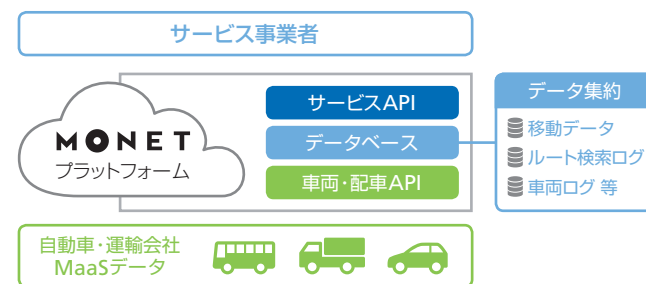 サービス事業者
MONET
プラットフォーム
サービスAPI
データベース
車両・配車API
データ集約
移動データ
ルート検索ログ
車両ログ 等
自動車・運輸会社
MaaSデータ